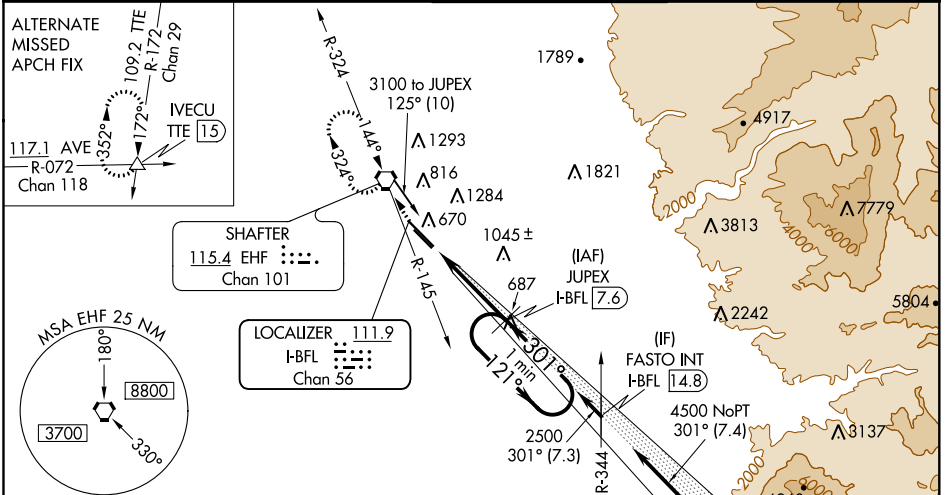 ALTERNATE
MISSED
APCH FIX
109.2 TTE
R-172
Chan 29
IVECU
TTE 15
352°
172°
117.1 AVE
R-072
Chan 118
R-324
3100 to JUPEX
125° (10)
144°
324°
1293
816
1284
670
1045 ±
1789
4917
1821
2000
3813
7779
4000
6000
2242
5804
SHAFTER
115.4 EHF
Chan 101
R-145
(IAF)
JUPEX
I-BFL 7.6
687
LOCALIZER 111.9
I-BFL
Chan 56
301°
1 min
121°
(IF)
FASTO INT
I-BFL 14.8
4500 NoPT
301° (7.4)
2500
301° (7.3)
R-344
3137
2000
MSA EHF 25 NM
180°
8800
3700
330°